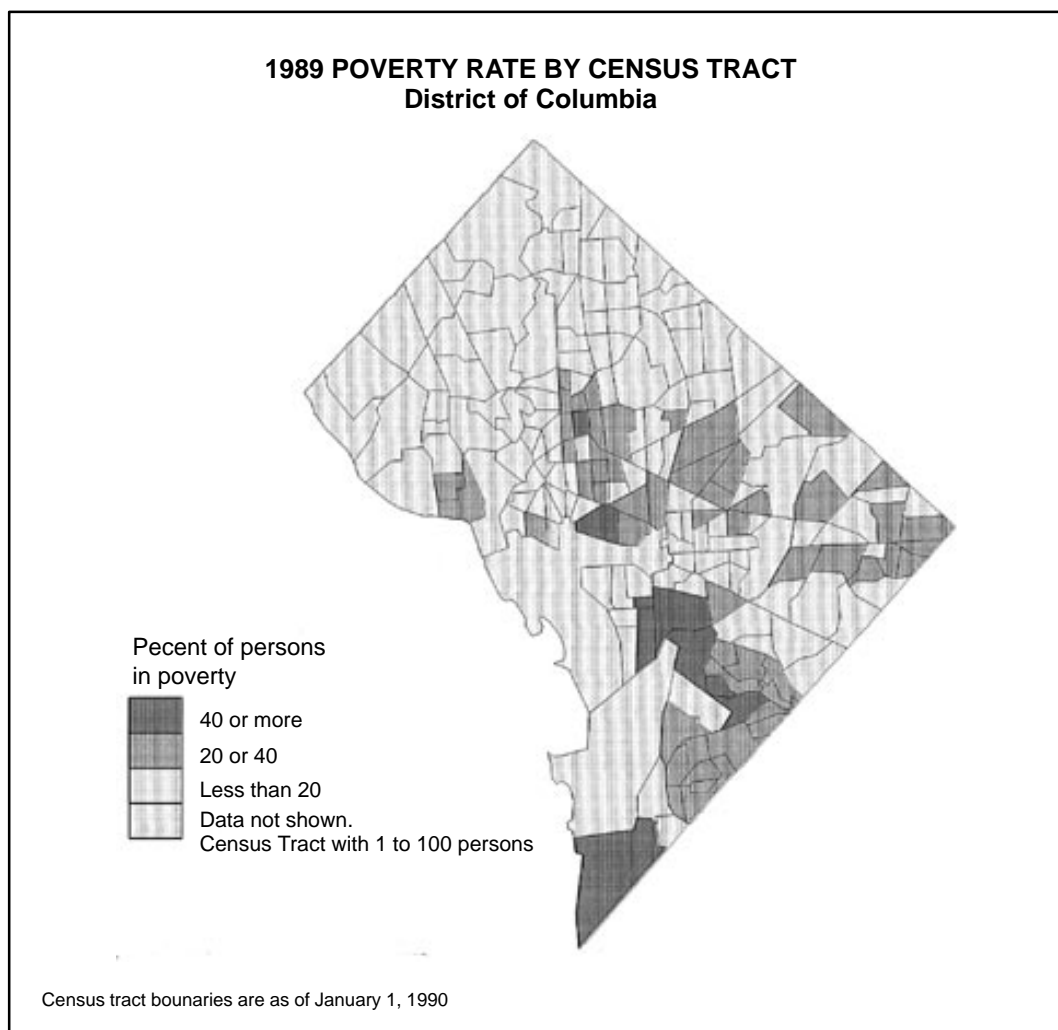 1989 POVERTY RATE BY CENSUS TRACT
District of Columbia
Pecent of persons
in poverty
40 or more
20 or 40
Less than 20
Data not shown.
Census Tract with 1 to 100 persons
Census tract bounaries are as of January 1, 1990